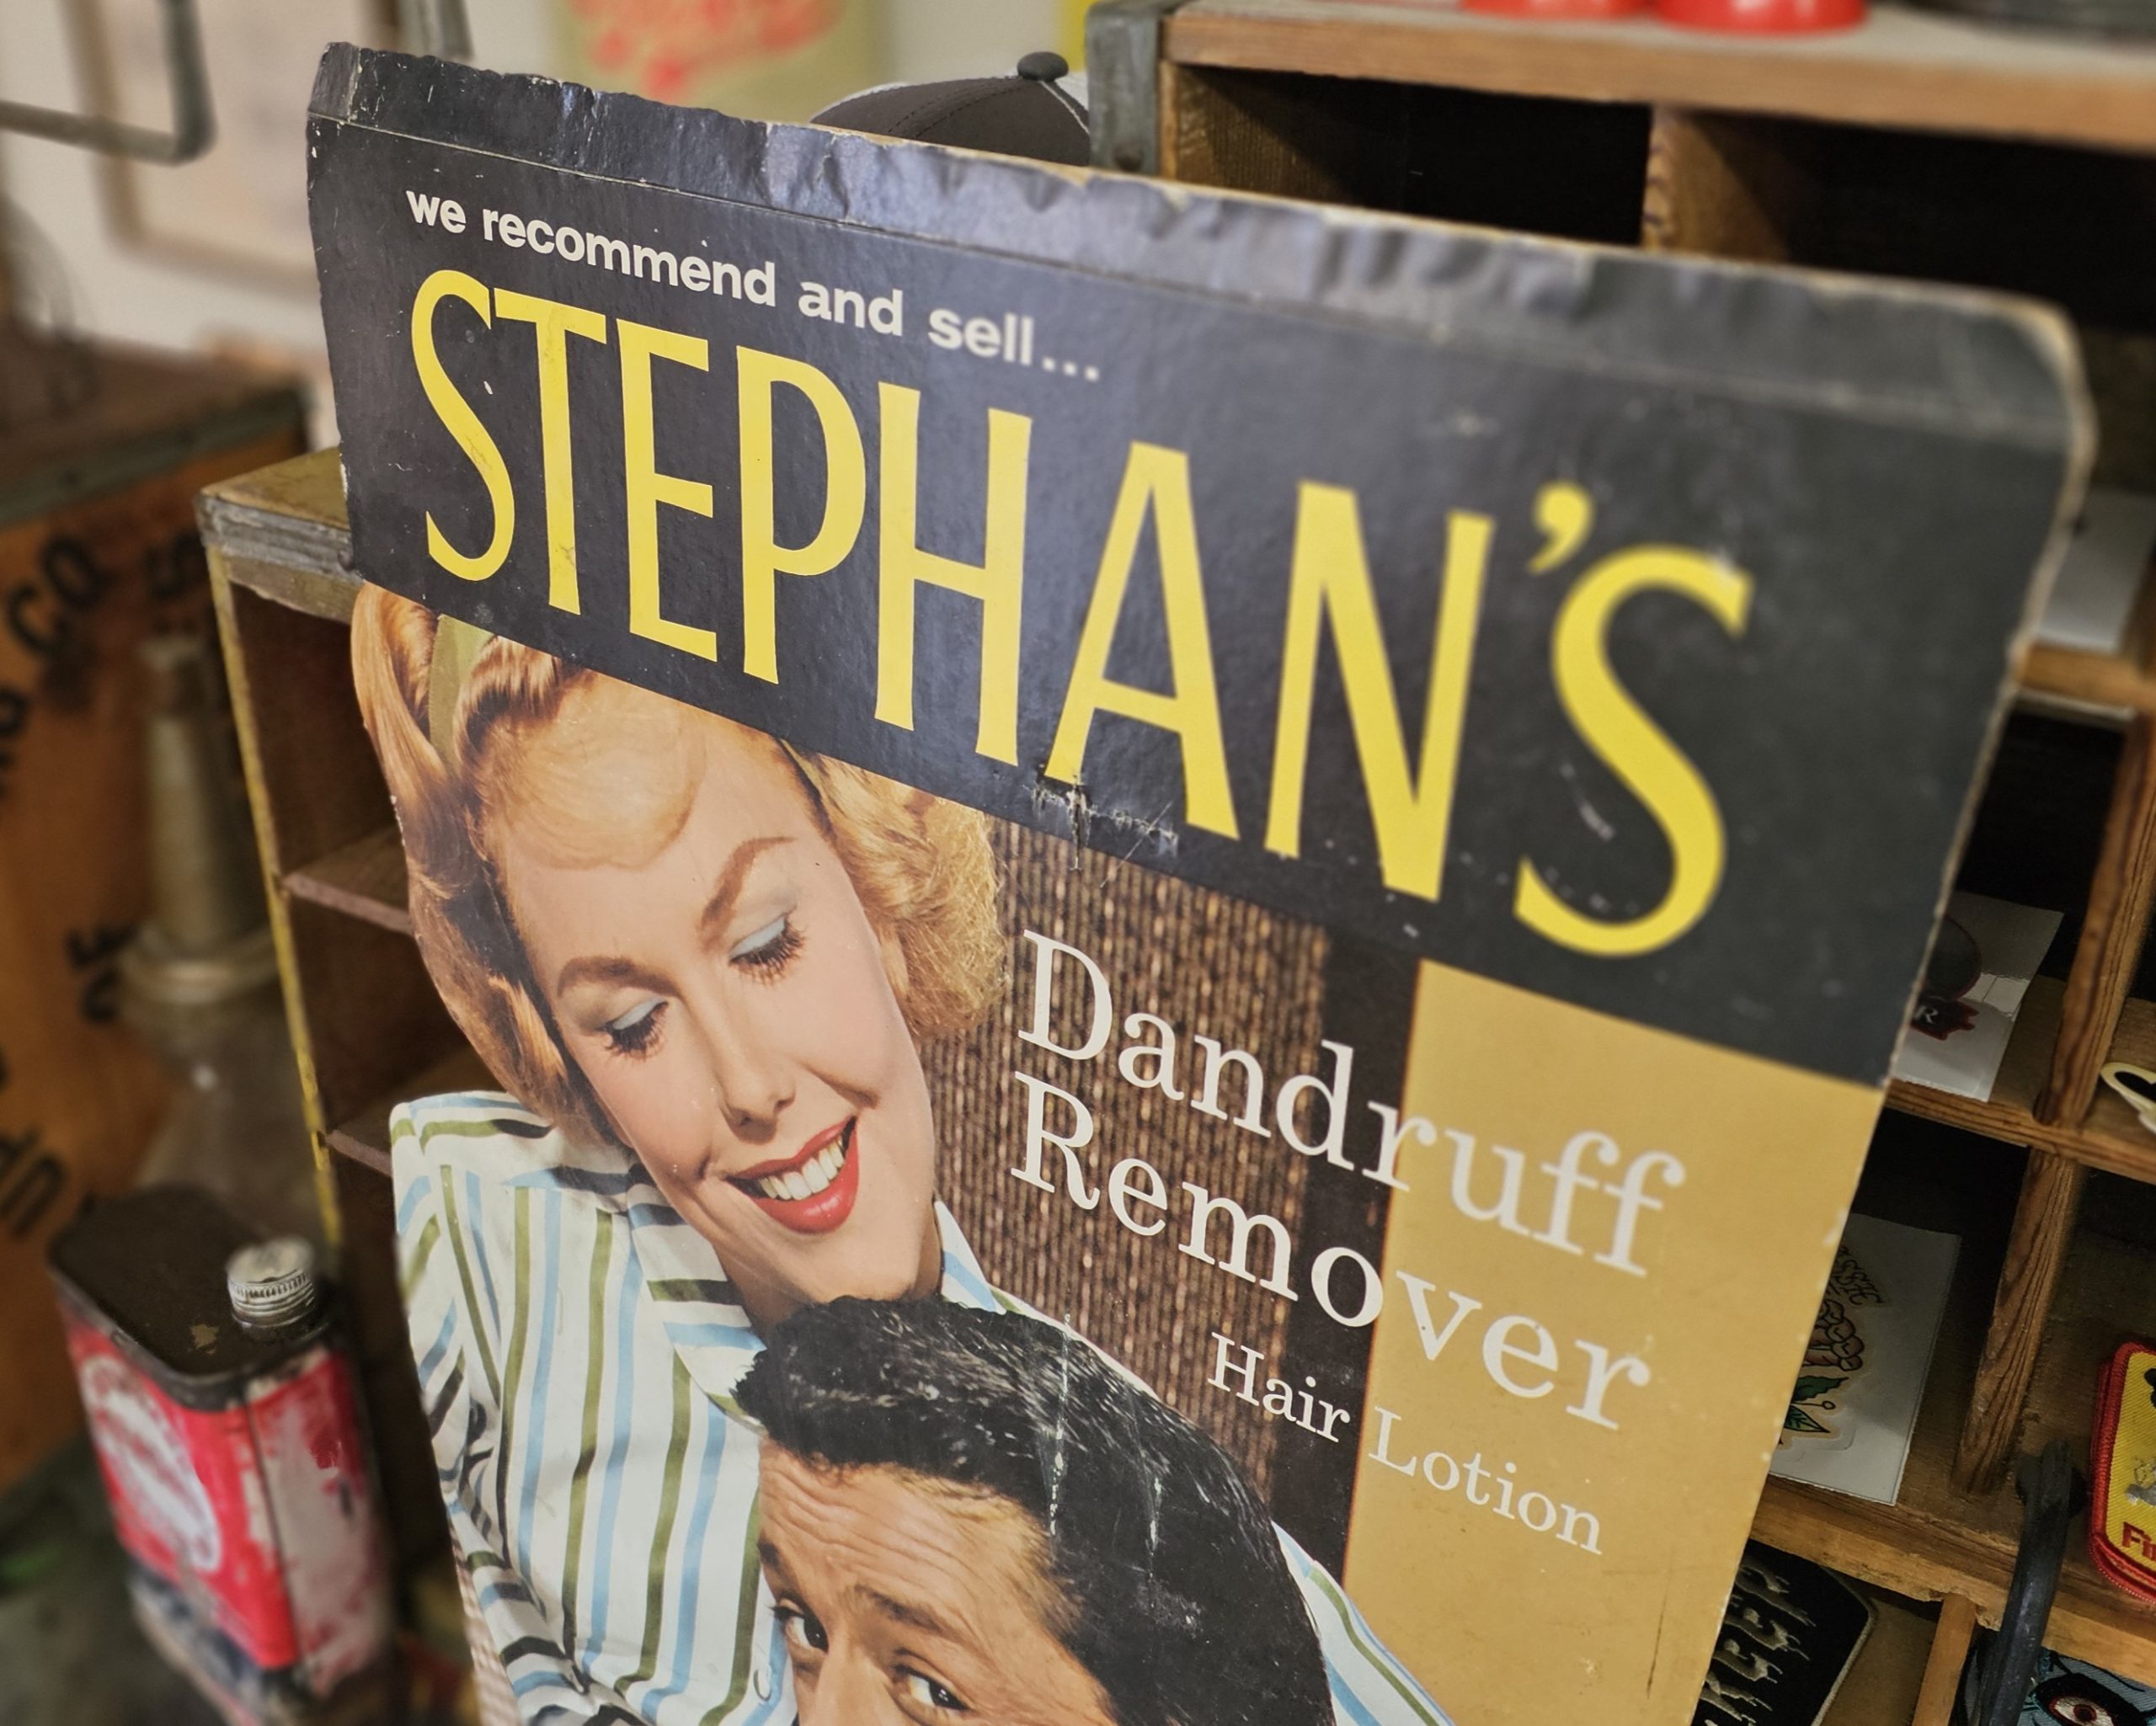 we recommend and sell...
STEPHAN'S
Dandruff
Remover
Hair Lotion